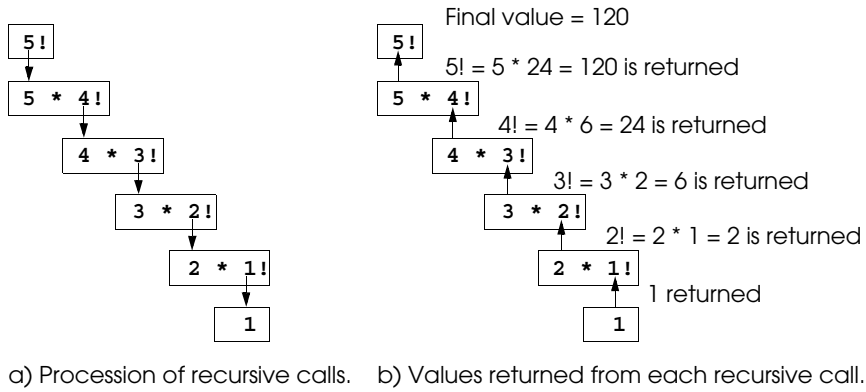 5!
5 * 4!
4 * 3!
3 * 2!
2 * 1!
1
a) Procession of recursive calls.
Final value = 120
5!
5! = 5 * 24 = 120 is returned
5 * 4!
4! = 4 * 6 = 24 is returned
4 * 3!
3! = 3 * 2 = 6 is returned
3 * 2!
2! = 2 * 1 = 2 is returned
2 * 1!
1 returned
1
b) Values returned from each recursive call.